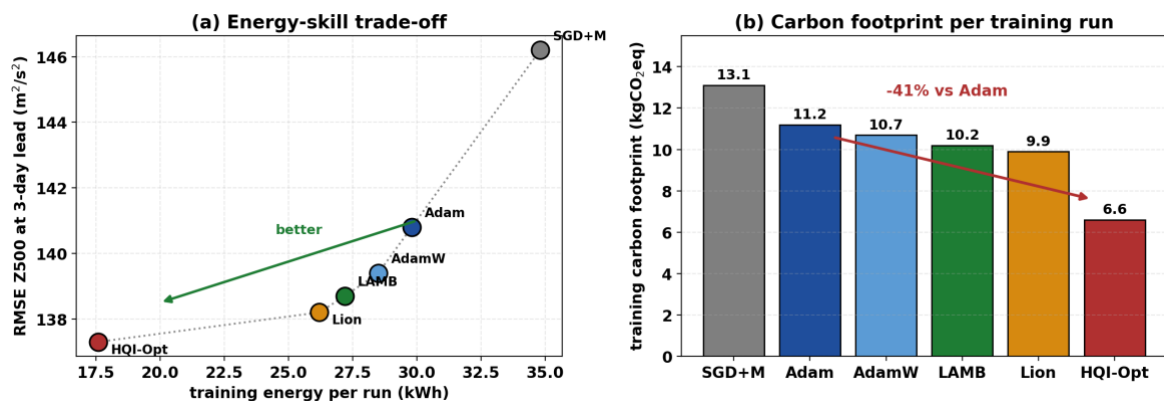 (a) Energy-skill trade-off
RMSE Z500 at 3-day lead (m²/s²)
146
144
142
140
138
SGD+M
Adam
better
AdamW
LAMB
Lion
HQI-Opt
17.5 20.0 22.5 25.0 27.5 30.0 32.5 35.0
training energy per run (kWh)
(b) Carbon footprint per training run
training carbon footprint (kgCO₂eq)
14
12
10
8
6
4
2
0
-41% vs Adam
13.1
11.2
10.7
10.2
9.9
6.6
SGD+M Adam AdamW LAMB Lion HQI-Opt